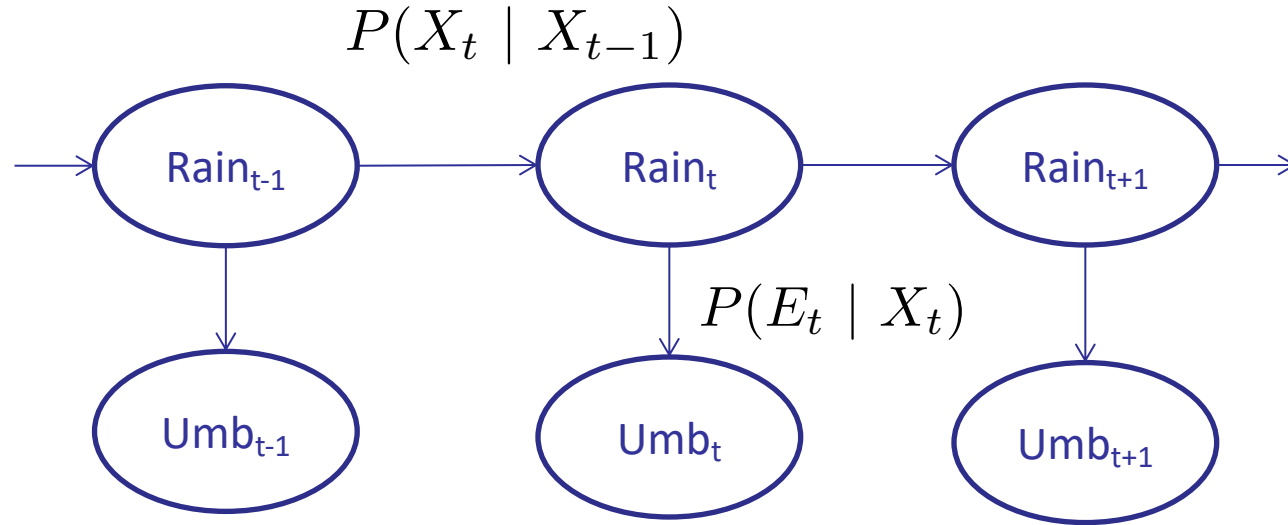 P(X_t | X_{t−1})
Rain_{t-1} Rain_t Rain_{t+1}
P(E_t | X_t)
Umb_{t-1} Umb_t Umb_{t+1}